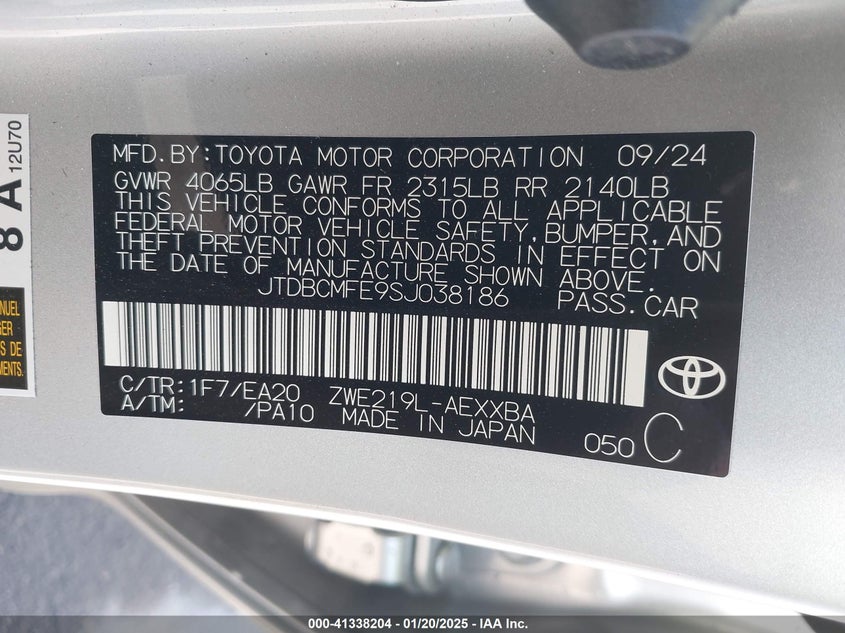 MFD. BY: TOYOTA MOTOR CORPORATION 09/24
GVWR 4065LB GAWR FR 2315LB RR 2140LB
THIS VEHICLE CONFORMS TO ALL APPLICABLE
FEDERAL MOTOR VEHICLE SAFETY, BUMPER, AND
THEFT PREVENTION STANDARDS IN EFFECT ON
THE DATE OF MANUFACTURE SHOWN ABOVE.
JTDBCMFE9SJ038186 PASS. CAR
C/TR: 1F7/EA20 ZWE219L-AEXXBA
A/TM: /PA10 MADE IN JAPAN
050 C
8 A
12U70
DE
MENTS.
000-41338204 - 01/20/2025 - IAA Inc.